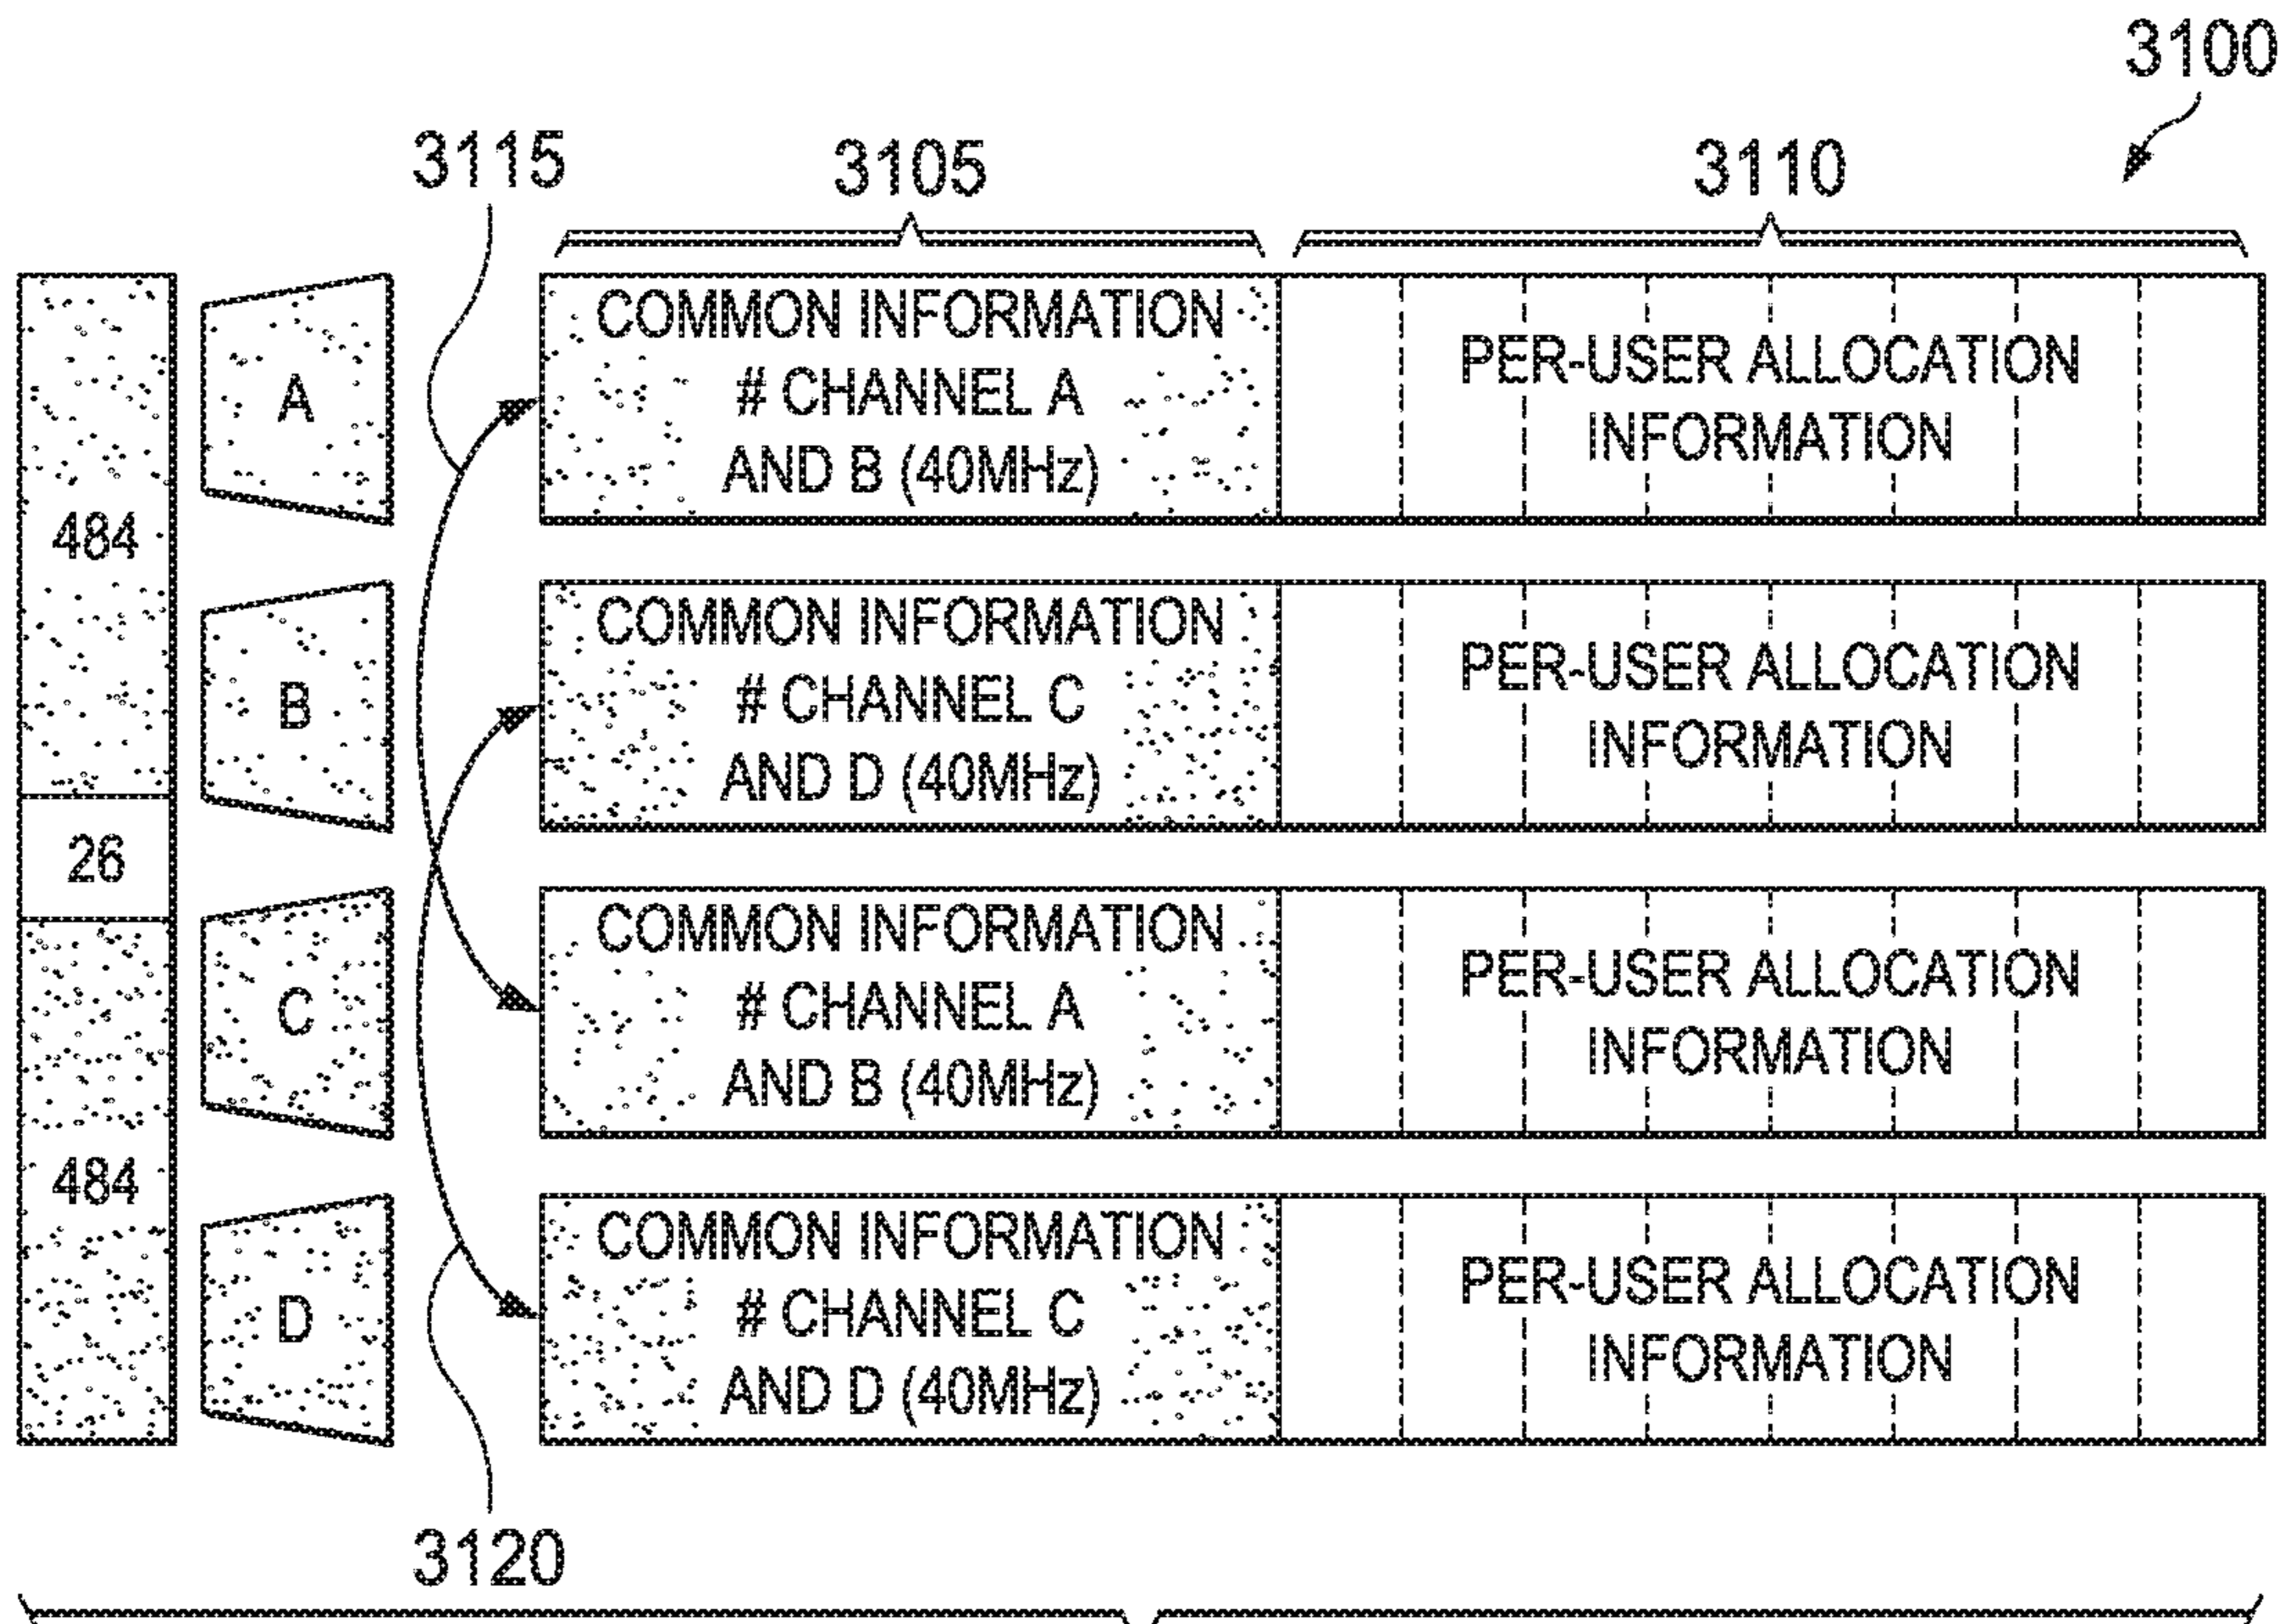 3100
3115
3105
3110
484
26
484
A
B
C
D
COMMON INFORMATION
# CHANNEL A
AND B (40MHz)
PER-USER ALLOCATION
INFORMATION
COMMON INFORMATION
# CHANNEL C
AND D (40MHz)
PER-USER ALLOCATION
INFORMATION
COMMON INFORMATION
# CHANNEL A
AND B (40MHz)
PER-USER ALLOCATION
INFORMATION
COMMON INFORMATION
# CHANNEL C
AND D (40MHz)
PER-USER ALLOCATION
INFORMATION
3120